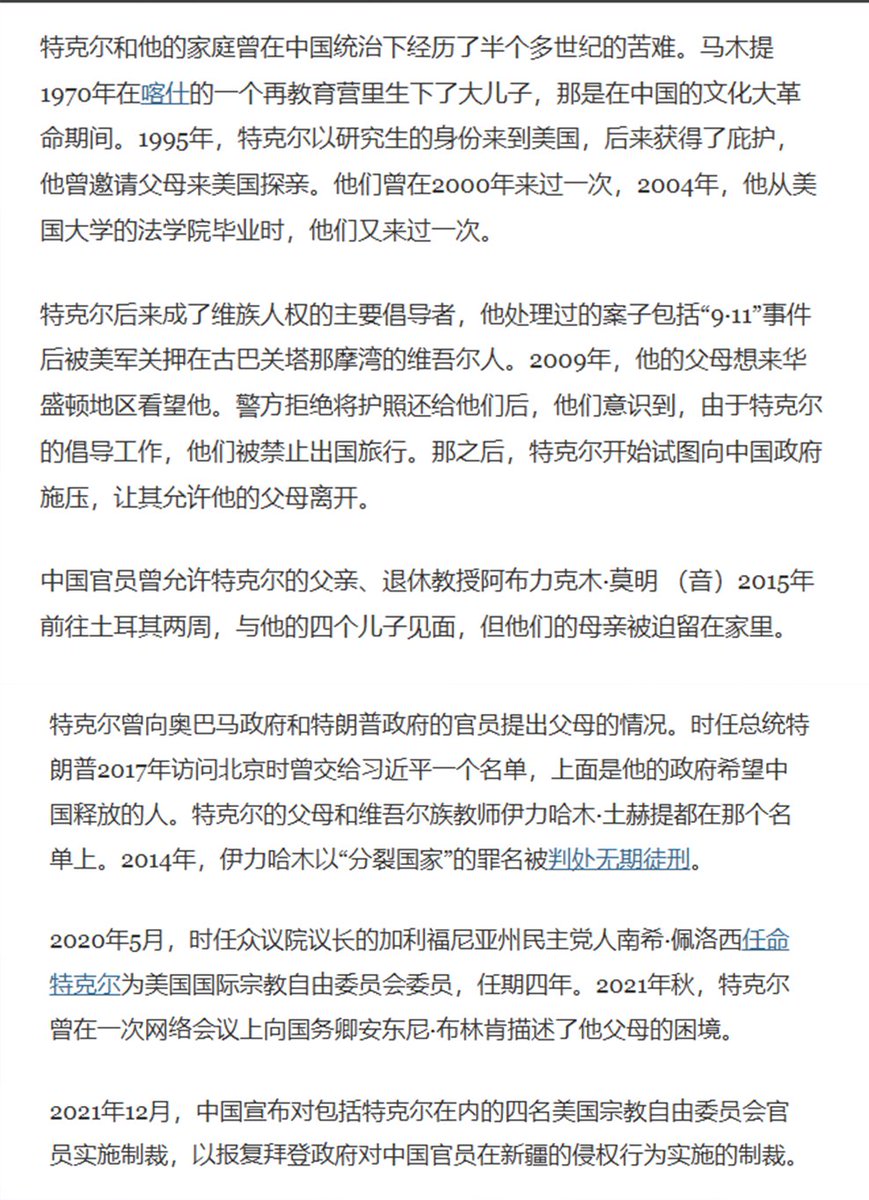 特克尔和他的家庭曾在中国统治下经历了半个多世纪的苦难。马木提
1970年在喀什的一个再教育营里生下了大儿子，那是在中国的文化大革
命期间。1995年，特克尔以研究生的身份来到美国，后来获得了庇护，
他曾邀请父母来美国探亲。他们曾在2000年来过一次，2004年，他从美
国大学的法学院毕业时，他们又来过一次。
特克尔后来成了维族人权的主要倡导者，他处理过的案子包括“9·11”事件
后被美军关押在古巴关塔那摩湾的维吾尔人。2009年，他的父母想来华
盛顿地区看望他。警方拒绝将护照还给他们后，他们意识到，由于特克尔
的倡导工作，他们被禁止出国旅行。那之后，特克尔开始试图向中国政府
施压，让其允许他的父母离开。
中国官员曾允许特克尔的父亲、退休教授阿布力克木·莫明 （音）2015年
前往土耳其两周，与他的四个儿子见面，但他们的母亲被迫留在家里。
特克尔曾向奥巴马政府和特朗普政府的官员提出父母的情况。时任总统特
朗普2017年访问北京时曾交给习近平一个名单，上面是他的政府希望中
国释放的人。特克尔的父母和维吾尔族教师伊力哈木·土赫提都在那个名
单上。2014年，伊力哈木以“分裂国家”的罪名被判处无期徒刑。
2020年5月，时任众议院议长的加利福尼亚州民主党人南希·佩洛西任命
特克尔为美国国际宗教自由委员会委员，任期四年。2021年秋，特克尔
曾在一次网络会议上向国务卿安东尼·布林肯描述了他父母的困境。
2021年12月，中国宣布对包括特克尔在内的四名美国宗教自由委员会官
员实施制裁，以报复拜登政府对中国官员在新疆的侵权行为实施的制裁。